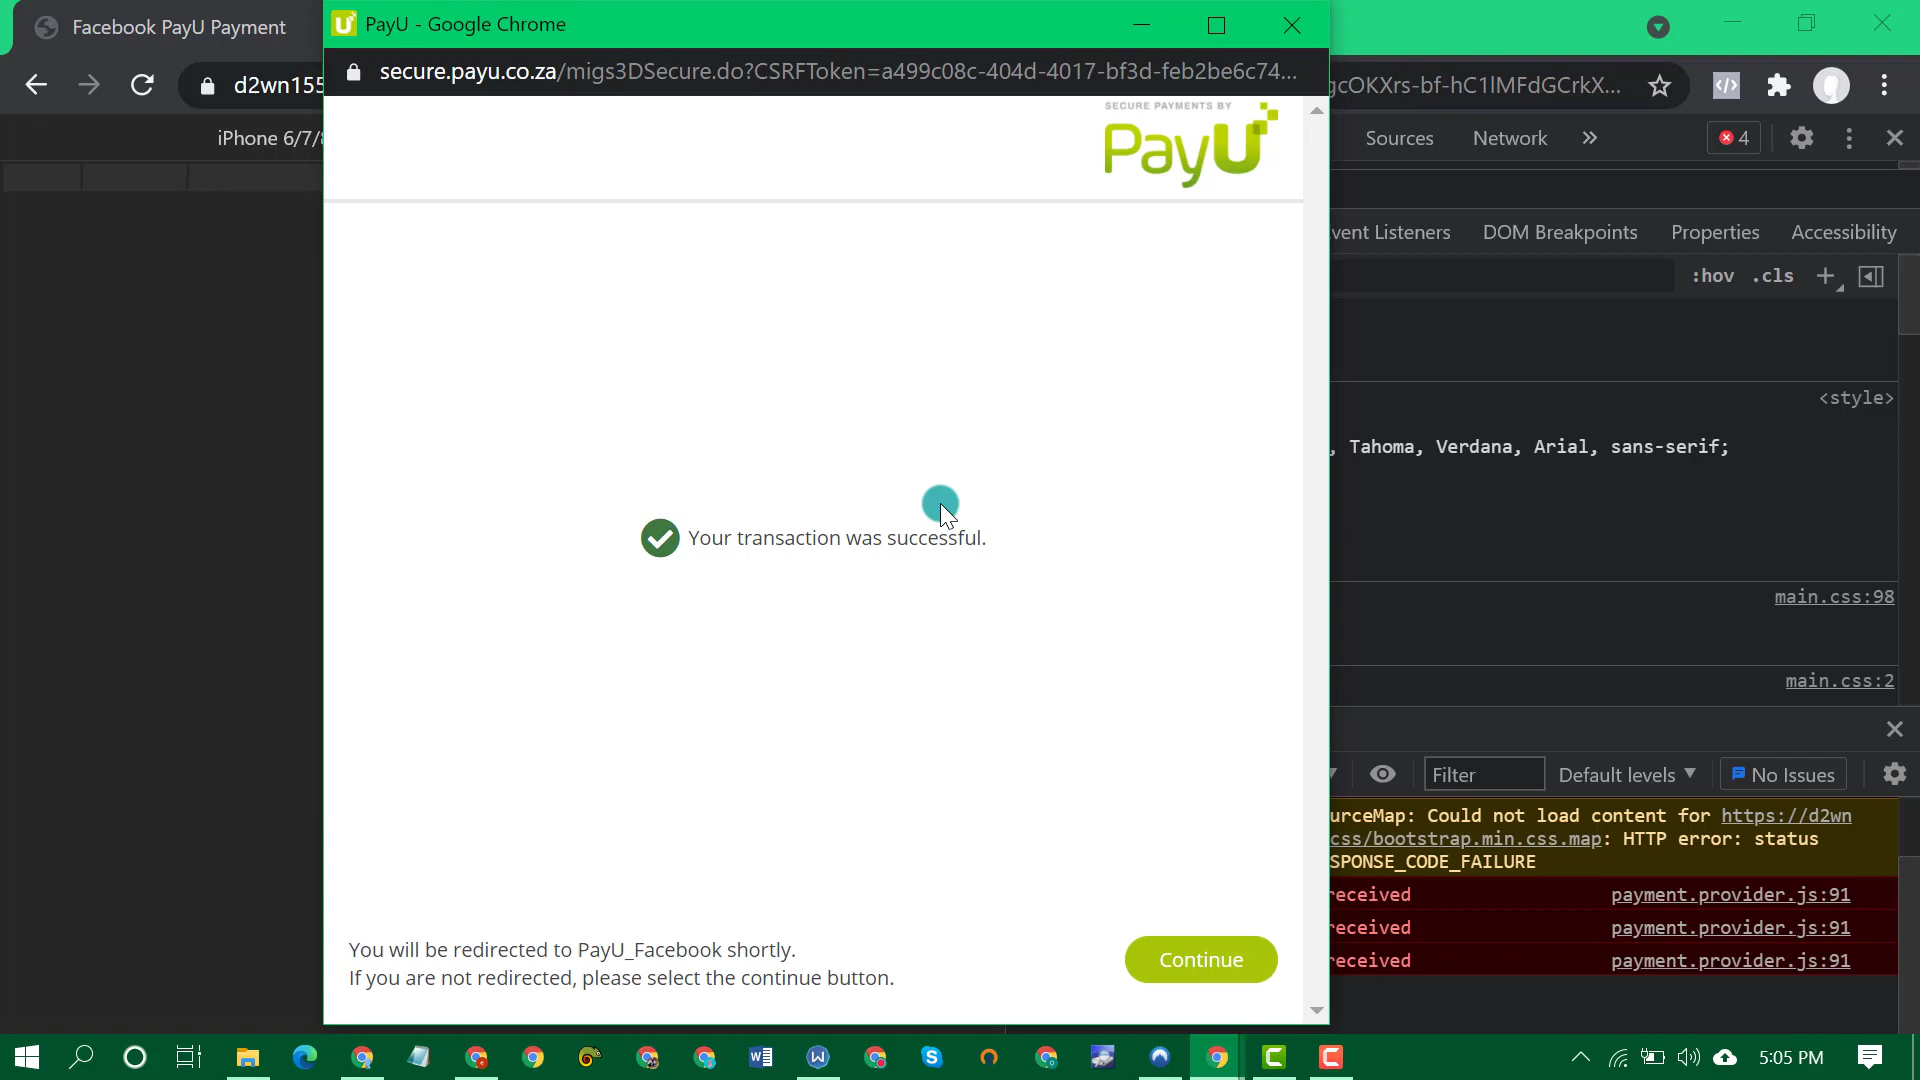 Facebook PayU Payment
PayU - Google Chrome
secure.payu.co.za/migs3DSecure.do?CSRFToken=a499c08c-404d-4017-bf3d-feb2be6c74...
d2wn155
gcOKXrs-bf-hC1lMFdGCrkX...
iPhone 6/7/8
Sources
Network
4
SECURE PAYMENTS BY
PayU
vent Listeners
DOM Breakpoints
Properties
Accessibility
:hov
.cls
<style>
, Tahoma, Verdana, Arial, sans-serif;
Your transaction was successful.
main.css:98
main.css:2
Filter
Default levels
No Issues
urceMap: Could not load content for https://d2wn
css/bootstrap.min.css.map: HTTP error: status
SPONSE_CODE_FAILURE
received
payment.provider.js:91
received
payment.provider.js:91
received
payment.provider.js:91
You will be redirected to PayU_Facebook shortly.
If you are not redirected, please select the continue button.
Continue
5:05 PM